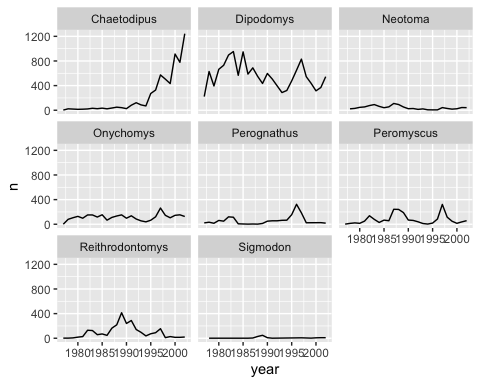 Chaetodipus Dipodomys Neotoma
1200
800
400
0
Onychomys Perognathus Peromyscus
1200
800
400
0
1980 1985 1990 1995 2000
Reithrodontomys Sigmodon
1200
800
400
0
1980 1985 1990 1995 2000 1980 1985 1990 1995 2000
n
year